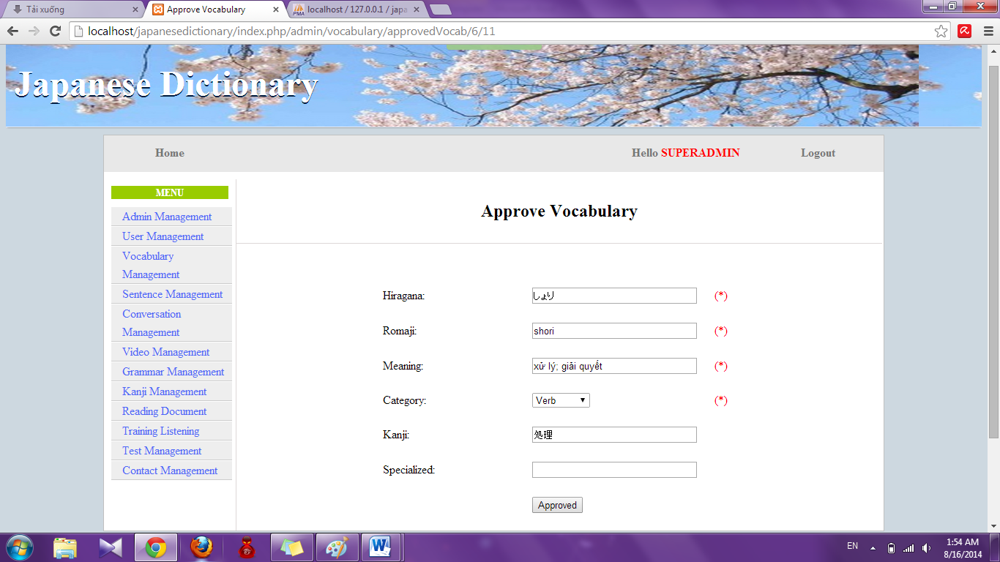 Tải xuống
Approve Vocabulary
localhost / 127.0.0.1 / japa
localhost/japanesedictionary/index.php/admin/vocabulary/approvedVocab/6/11
Japanese Dictionary
Home
Hello SUPERADMIN
Logout
MENU
Admin Management
User Management
Vocabulary
Management
Sentence Management
Conversation
Management
Video Management
Grammar Management
Kanji Management
Reading Document
Training Listening
Test Management
Contact Management
Approve Vocabulary
Hiragana: しょり (*)
Romaji: shori (*)
Meaning: xử lý; giải quyết (*)
Category: Verb (*)
Kanji: 処理
Specialized:
Approved
EN
1:54 AM
8/16/2014